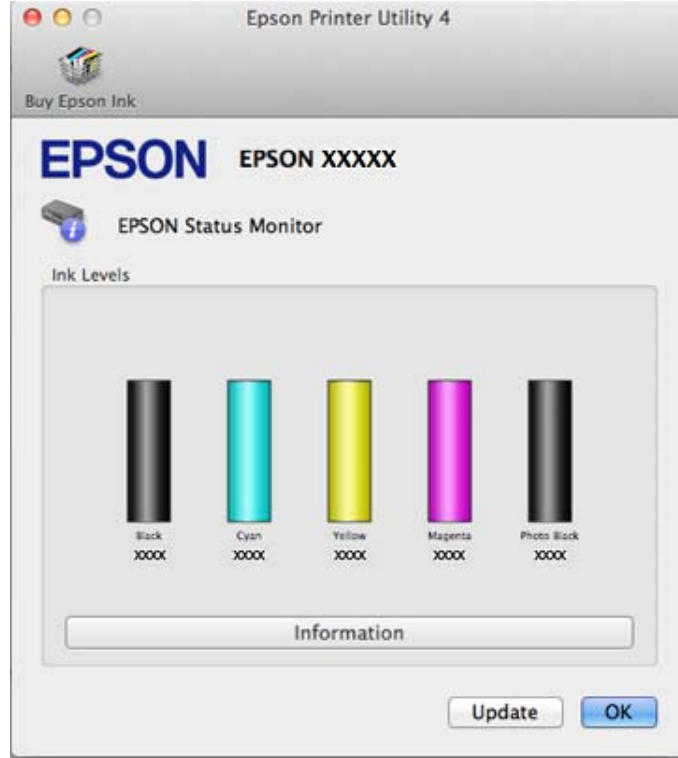 Epson Printer Utility 4
Buy Epson Ink
EPSON EPSON XXXXX
EPSON Status Monitor
Ink Levels
Black Cyan Yellow Magenta Photo Black
XXXX XXXX XXXX XXXX XXXX
Information
Update OK